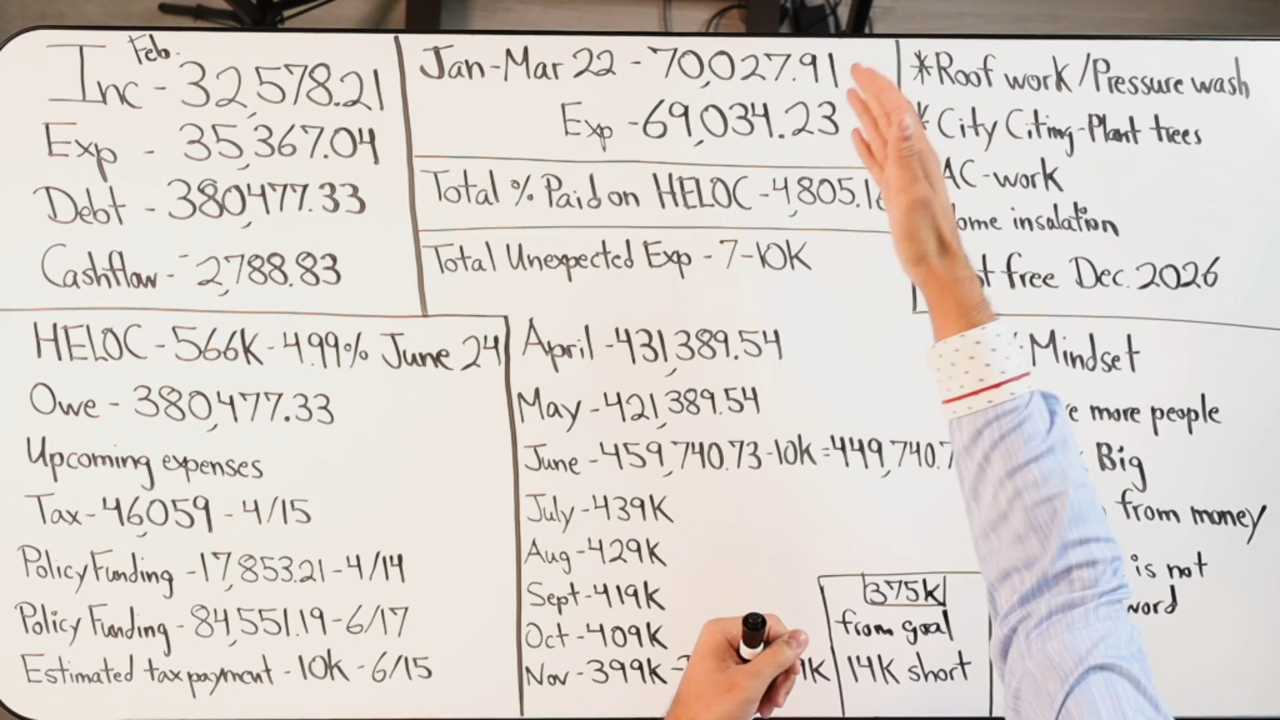 Feb.
Inc - 32,578.21
Exp - 35,367.04
Debt - 380,477.33
Cashflow - -2,788.83
Jan-Mar 22 - 70,027.91
Exp - 69,034.23
Total % Paid on HELOC - 4,805.1
Total Unexpected Exp - 7-10K
* Roof work / Pressure wash
* City Citing - Plant trees
AC - work
insalation
free Dec. 2026
HELOC - 566K - 4.99% June 24
Owe - 380,477.33
Upcoming expenses
Tax - 46,059 - 4/15
Policy Funding - 17,853.21 - 4/14
Policy Funding - 84,551.19 - 6/17
Estimated tax payment - 10K - 6/15
April - 431,389.54
May - 421,389.54
June - 459,740.73 - 10K = 449,740.7
July - 439K
Aug - 429K
Sept - 419K
Oct - 409K
Nov - 399K -
375K
from goal
14K short
Mindset
more people
Big
from money
is not